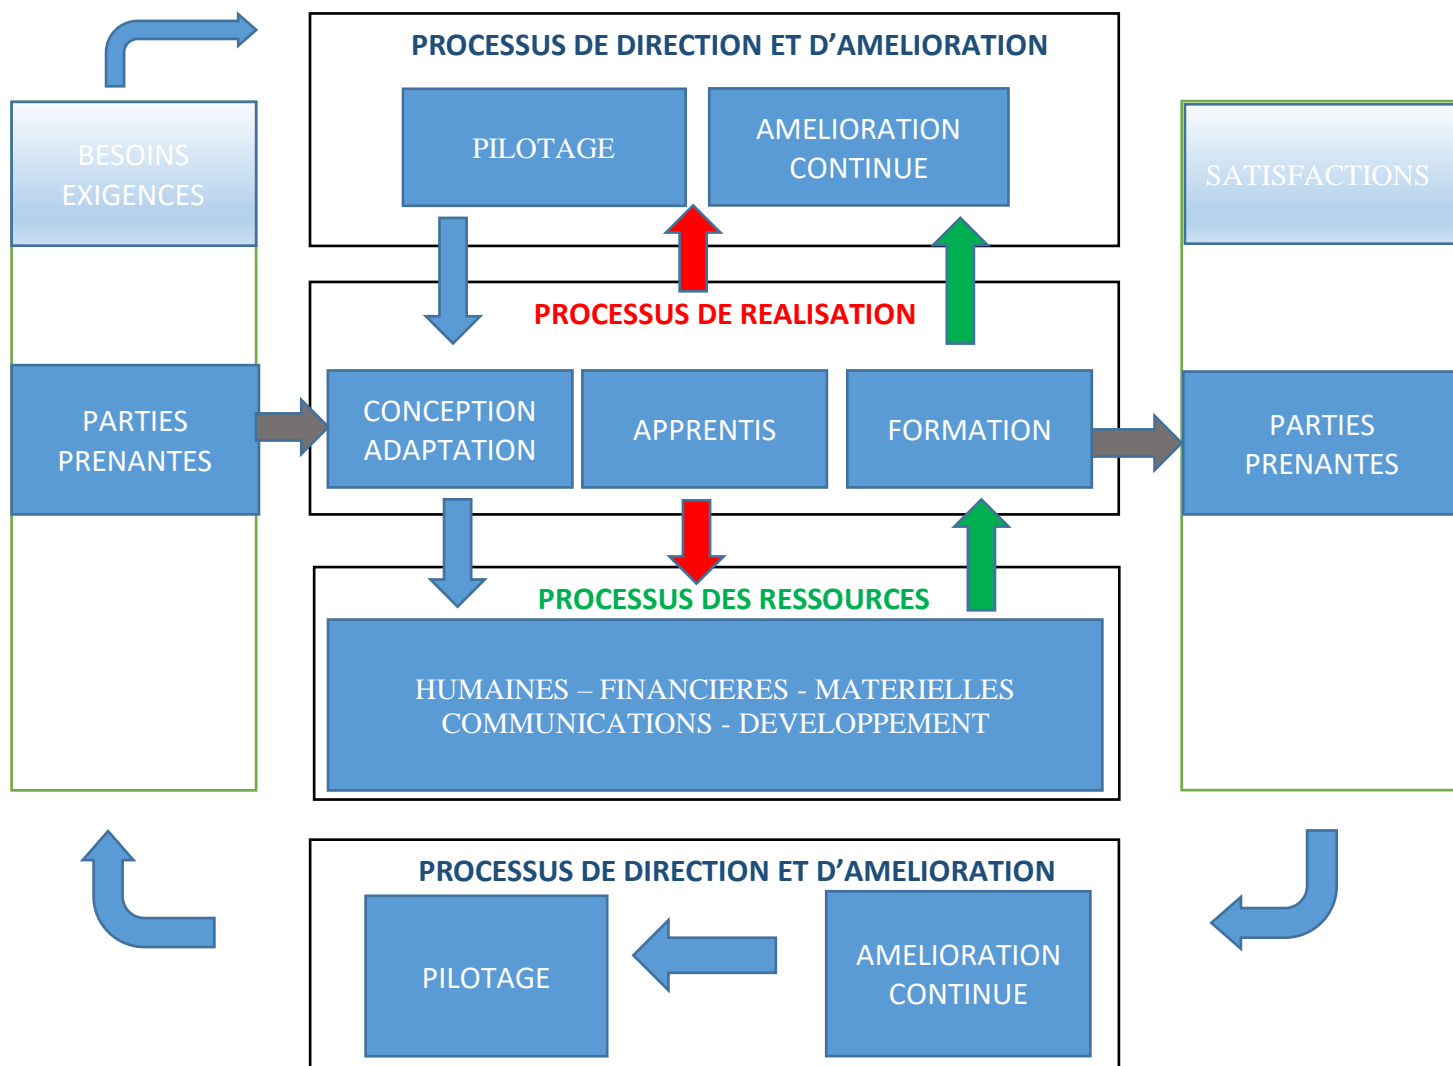 PROCESSUS DE DIRECTION ET D’AMELIORATION
PILOTAGE
AMELIORATION
CONTINUE
BESOINS
EXIGENCES
SATISFACTIONS
PROCESSUS DE REALISATION
PARTIES
PRENANTES
CONCEPTION
ADAPTATION
APPRENTIS
FORMATION
PARTIES
PRENANTES
PROCESSUS DES RESSOURCES
HUMAINES – FINANCIERES - MATERIELLES
COMMUNICATIONS - DEVELOPPEMENT
PROCESSUS DE DIRECTION ET D’AMELIORATION
PILOTAGE
AMELIORATION
CONTINUE